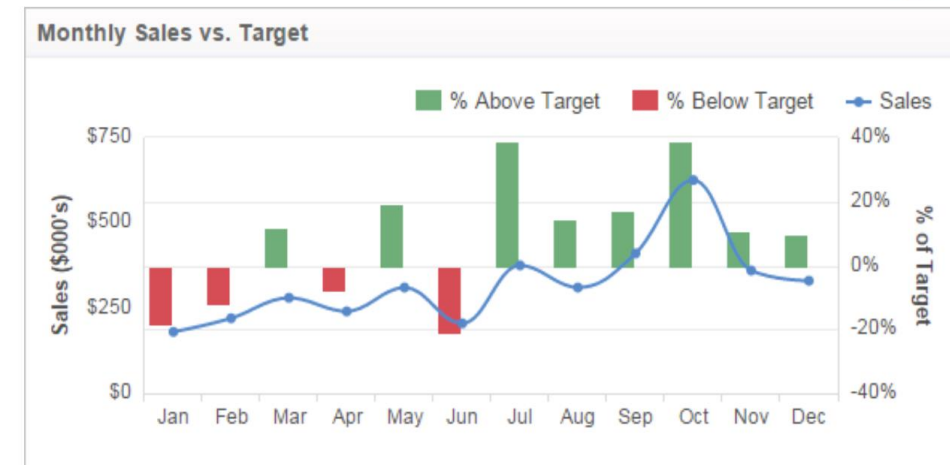 Monthly Sales vs. Target
% Above Target % Below Target Sales
$750 40%
$500 20%
0%
$250
-20%
$0 -40%
Sales ($000's)
% of Target
Jan Feb Mar Apr May Jun Jul Aug Sep Oct Nov Dec